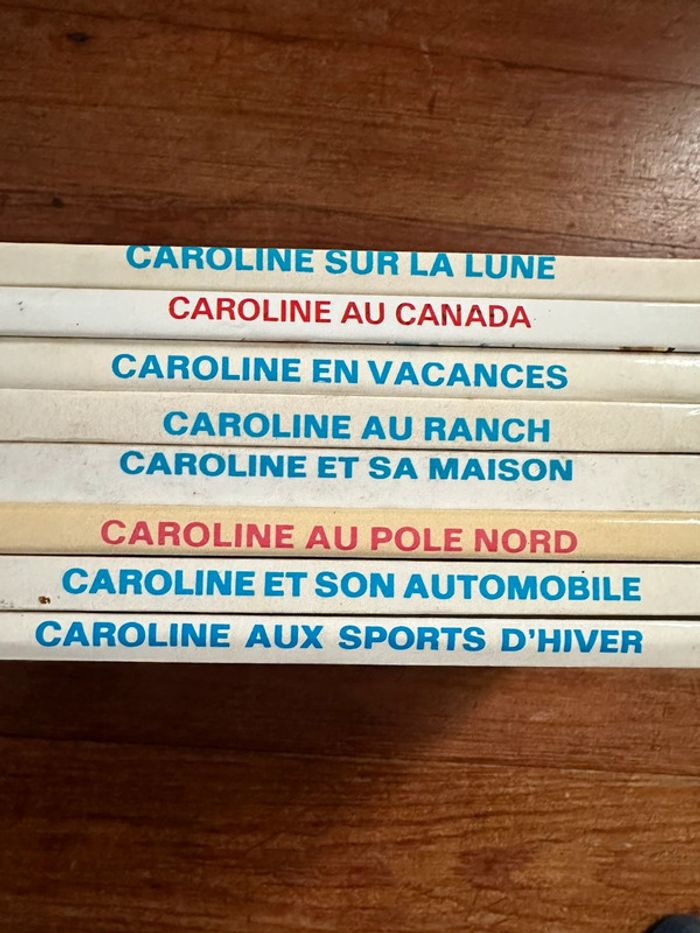 CAROLINE SUR LA LUNE
CAROLINE AU CANADA
CAROLINE EN VACANCES
CAROLINE AU RANCH
CAROLINE ET SA MAISON
CAROLINE AU POLE NORD
CAROLINE ET SON AUTOMOBILE
CAROLINE AUX SPORTS D'HIVER